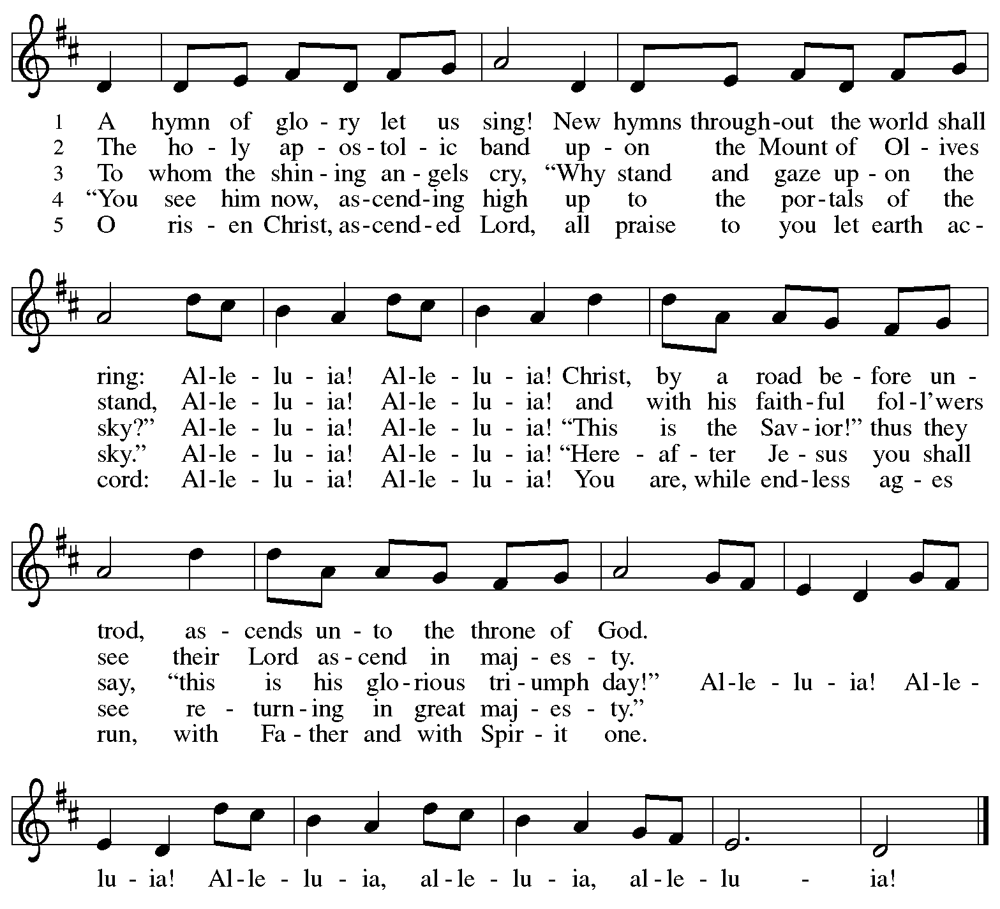 1 A hymn of glo - ry let us sing! New hymns through-out the world shall
2 The ho - ly ap - os - tol - ic band up - on the Mount of Ol - ives
3 To whom the shin - ing an - gels cry, “Why stand and gaze up - on the
4 “You see him now, as - cend - ing high up to the por - tals of the
5 O ris - en Christ, as - cend - ed Lord, all praise to you let earth ac -
ring: Al - le - lu - ia! Al - le - lu - ia! Christ, by a road be - fore un -
stand, Al - le - lu - ia! Al - le - lu - ia! and with his faith - ful fol - l’wers
sky?” Al - le - lu - ia! Al - le - lu - ia! “This is the Sav - ior!” thus they
sky.” Al - le - lu - ia! Al - le - lu - ia! “Here - af - ter Je - sus you shall
cord: Al - le - lu - ia! Al - le - lu - ia! You are, while end - less ag - es
trod, as - cends un - to the throne of God.
see their Lord as - cend in maj - es - ty.
say, “this is his glo - rious tri - umph day!” Al - le - lu - ia! Al - le -
see re - turn - ing in great maj - es - ty.”
run, with Fa - ther and with Spir - it one.
lu - ia! Al - le - lu - ia, al - le - lu - ia, al - le - lu - ia!